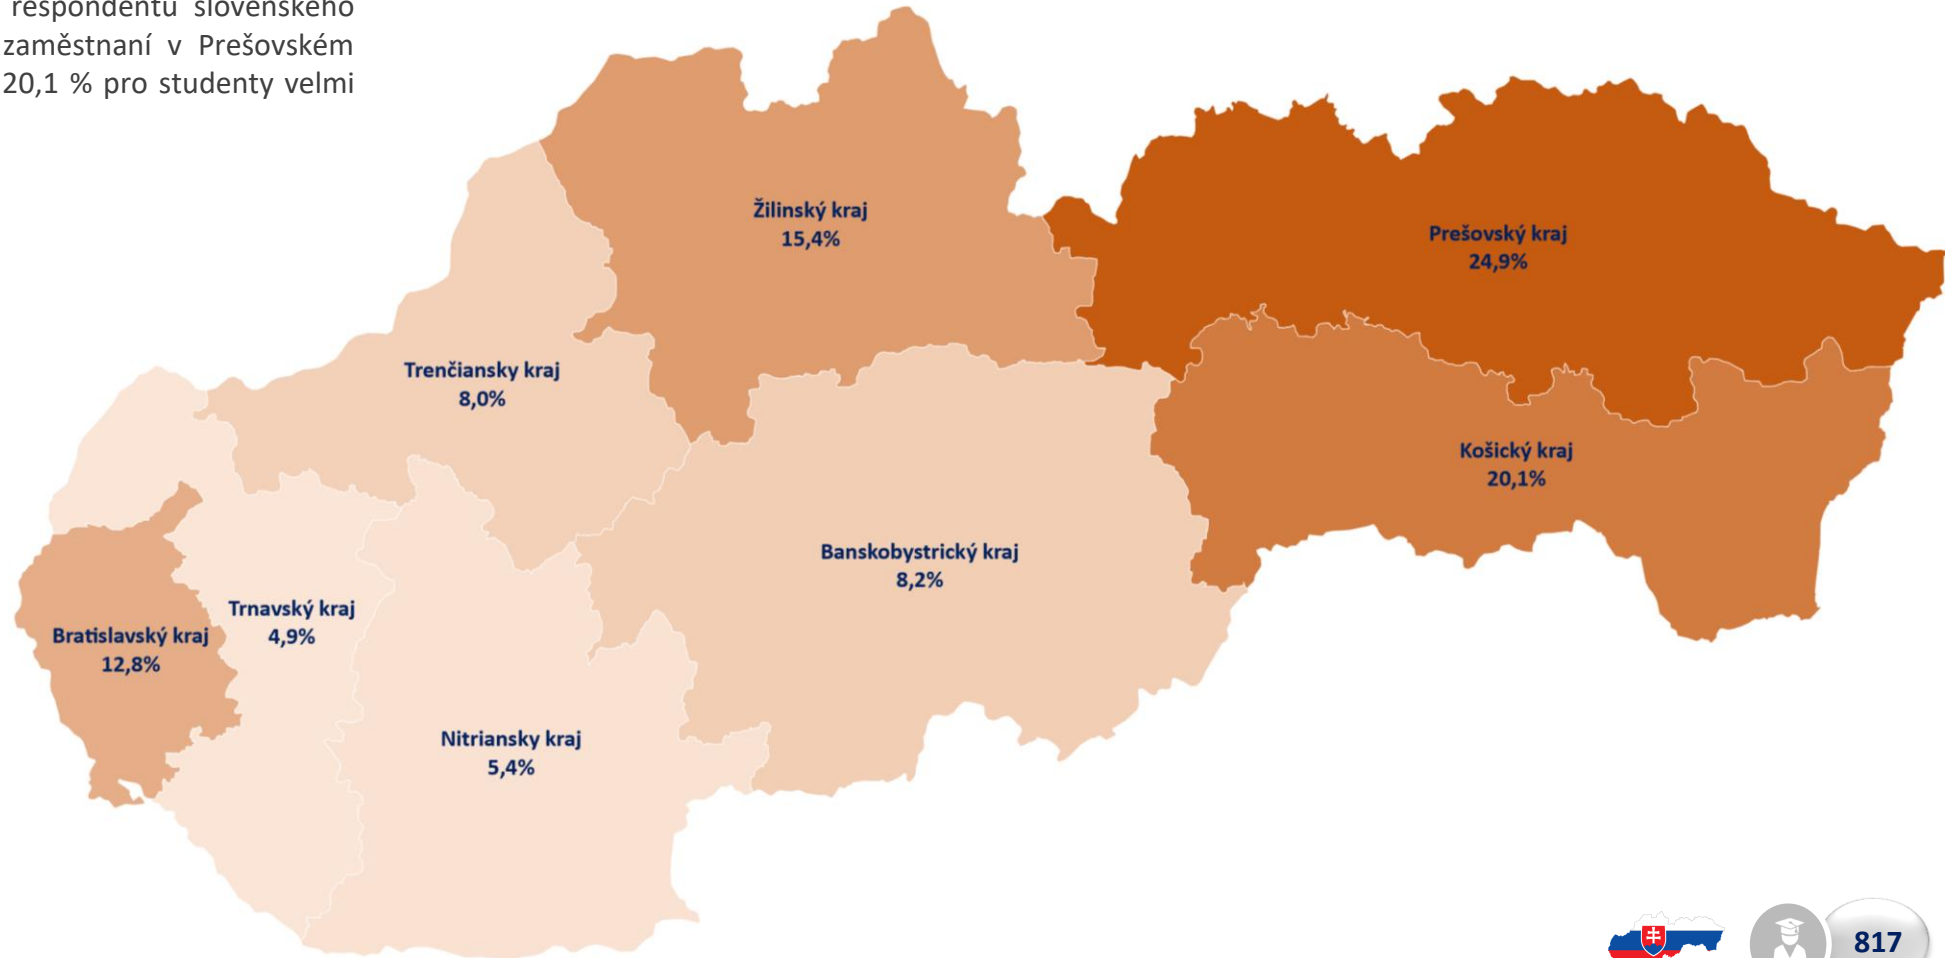 respondentů slovenského
zaměstnaní v Prešovském
20,1 % pro studenty velmi
Žilinský kraj
15,4%
Prešovský kraj
24,9%
Trenčiansky kraj
8,0%
Košický kraj
20,1%
Banskobystrický kraj
8,2%
Trnavský kraj
4,9%
Bratislavský kraj
12,8%
Nitriansky kraj
5,4%
817